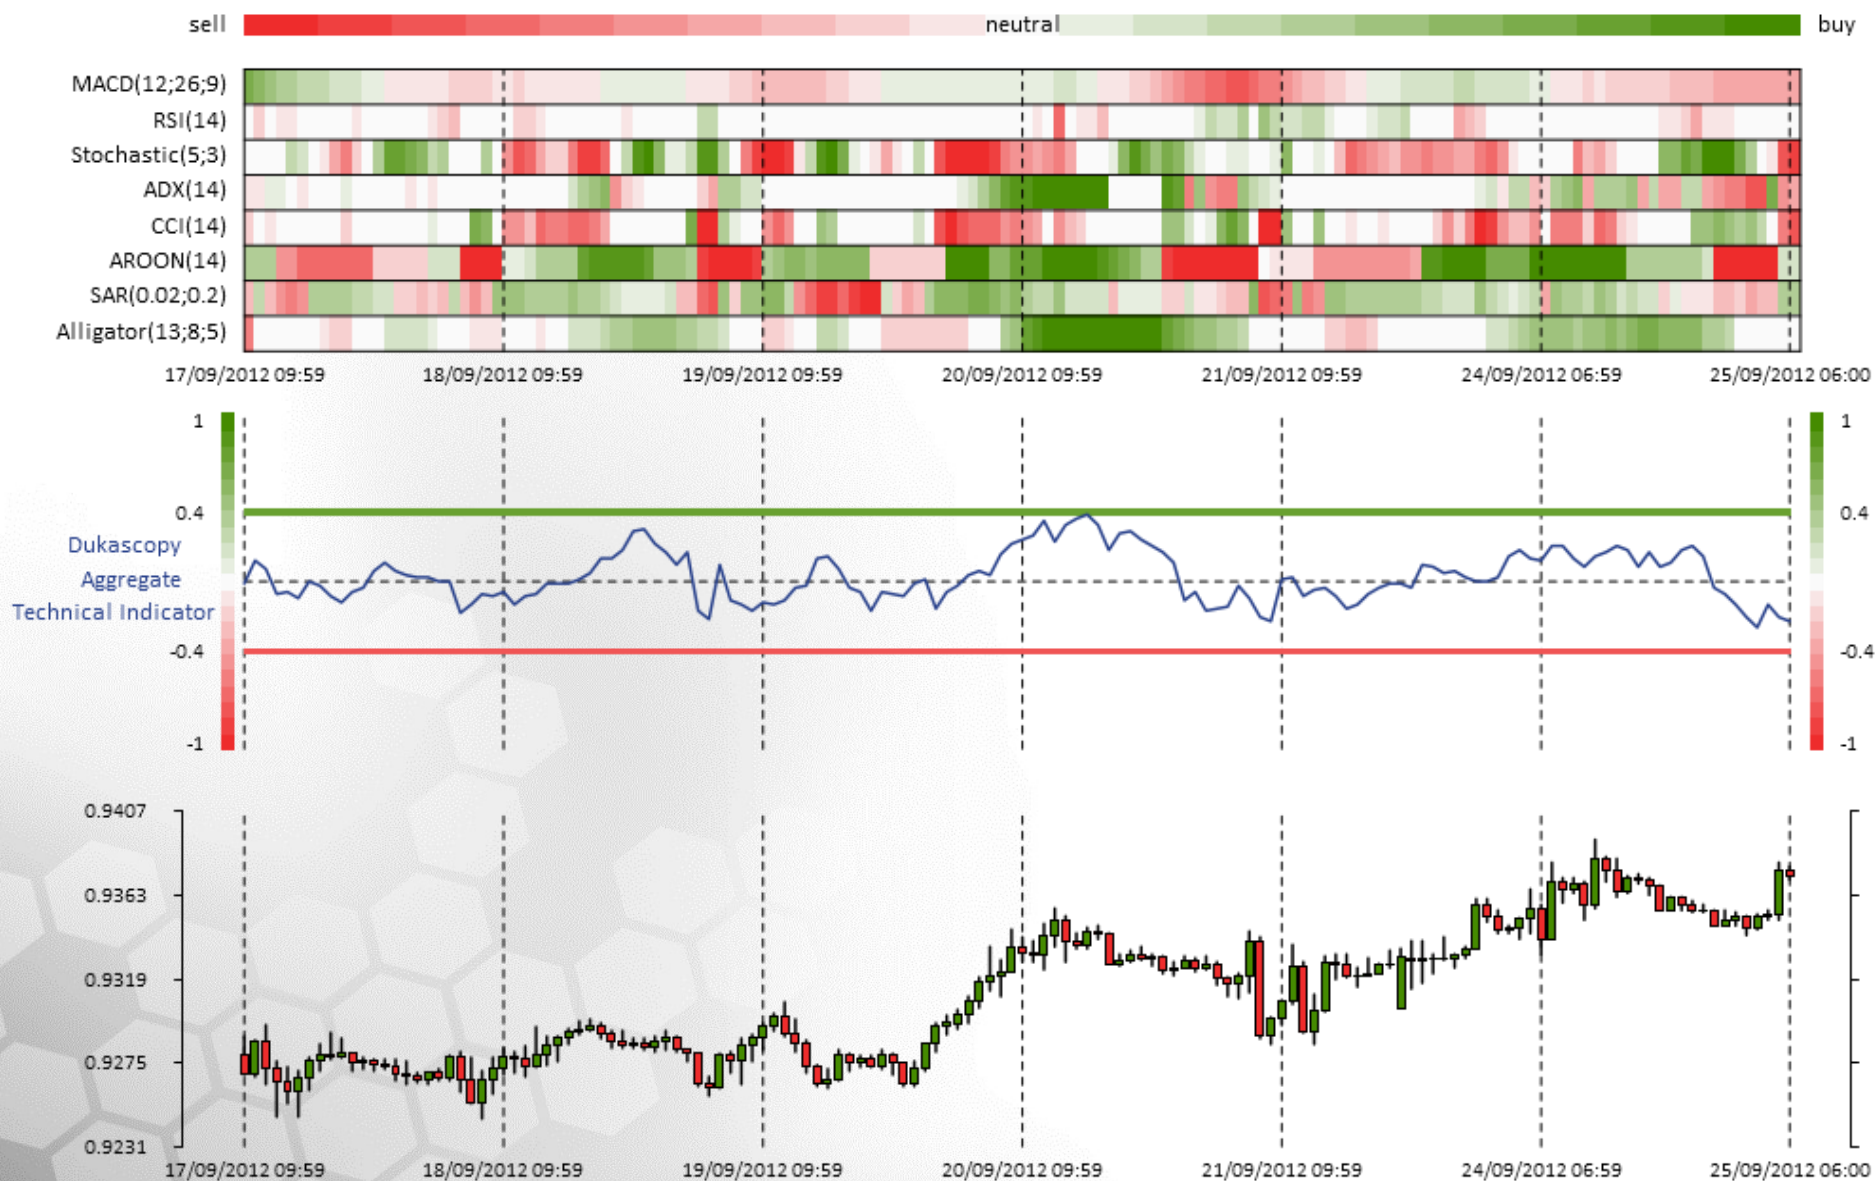 sell neutral buy
MACD(12;26;9)
RSI(14)
Stochastic(5;3)
ADX(14)
CCI(14)
AROON(14)
SAR(0.02;0.2)
Alligator(13;8;5)
17/09/2012 09:59 18/09/2012 09:59 19/09/2012 09:59 20/09/2012 09:59 21/09/2012 09:59 24/09/2012 06:59 25/09/2012 06:00
1 1
0.4 0.4
Dukascopy
Aggregate
Technical Indicator
-0.4 -0.4
-1 -1
0.9407
0.9363
0.9319
0.9275
0.9231
17/09/2012 09:59 18/09/2012 09:59 19/09/2012 09:59 20/09/2012 09:59 21/09/2012 09:59 24/09/2012 06:59 25/09/2012 06:00